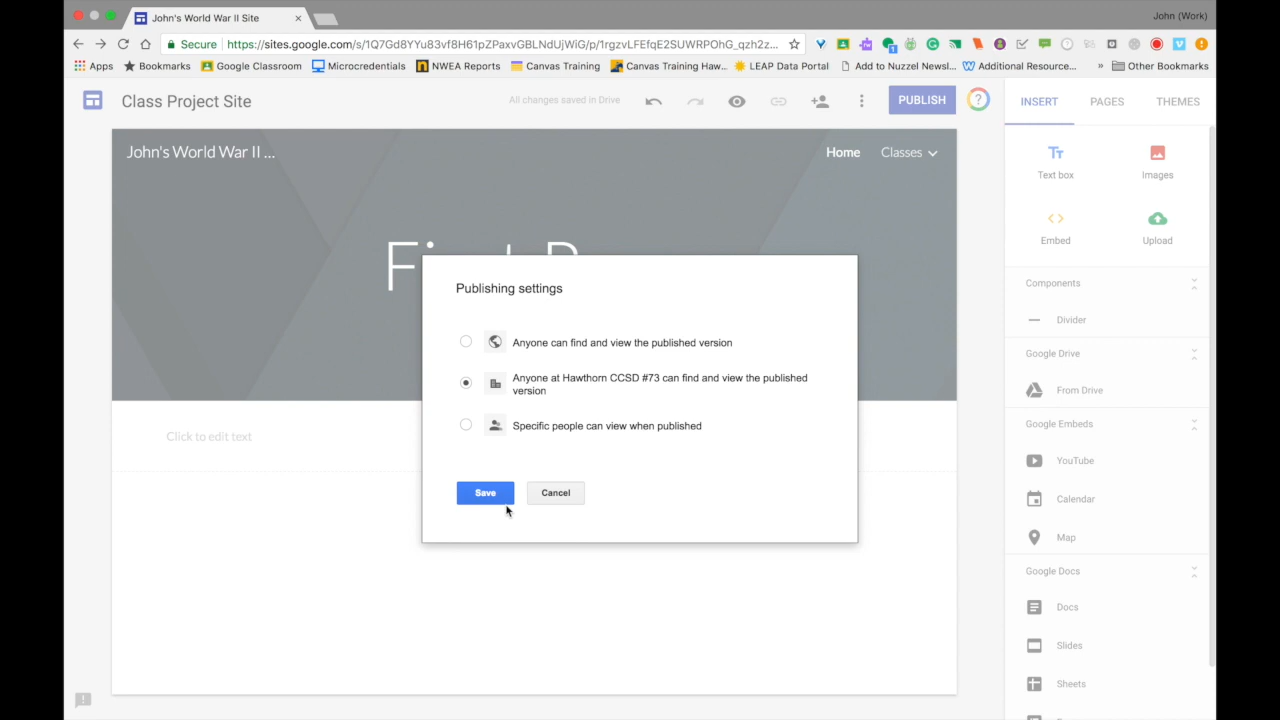 John's World War II Site
John (Work)
Secure
https://sites.google.com/s/1Q7Gd8YYu83vf8H61pZPaxvGBLNdUjWiG/p/1rgzvLFEfqE2SUWRPOhG_qzh2z...
Apps
Bookmarks
Google Classroom
Microcredentials
NWEA Reports
Canvas Training
Canvas Training Haw...
LEAP Data Portal
Add to Nuzzel Newsl...
Additional Resource...
»
Other Bookmarks
Class Project Site
All changes saved in Drive
PUBLISH
INSERT
PAGES
THEMES
John's World War II ...
Home
Classes
Tt
Text box
Images
Embed
Upload
Components
Divider
Google Drive
From Drive
Google Embeds
YouTube
Calendar
Map
Google Docs
Docs
Slides
Sheets
Publishing settings
Anyone can find and view the published version
Anyone at Hawthorn CCSD #73 can find and view the published
version
Specific people can view when published
Save
Cancel
Click to edit text